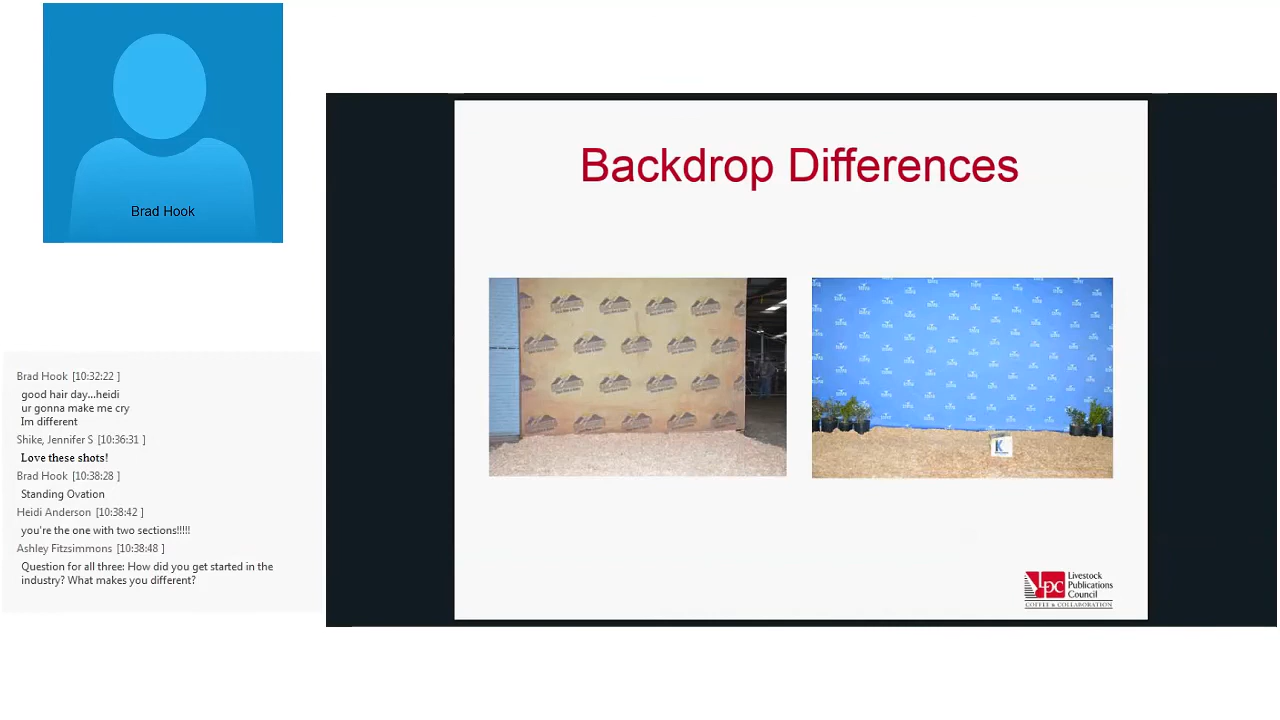 Brad Hook
Brad Hook [10:32:22 ]
good hair day...heidi
ur gonna make me cry
Im different
Shike, Jennifer S [10:36:31 ]
Love these shots!
Brad Hook [10:38:28 ]
Standing Ovation
Heidi Anderson [10:38:42 ]
you're the one with two sections!!!!!
Ashley Fitzsimmons [10:38:48 ]
Question for all three: How did you get started in the
industry? What makes you different?
Backdrop Differences
K
LPC
Livestock
Publications
Council
COFFEE & COLLABORATION